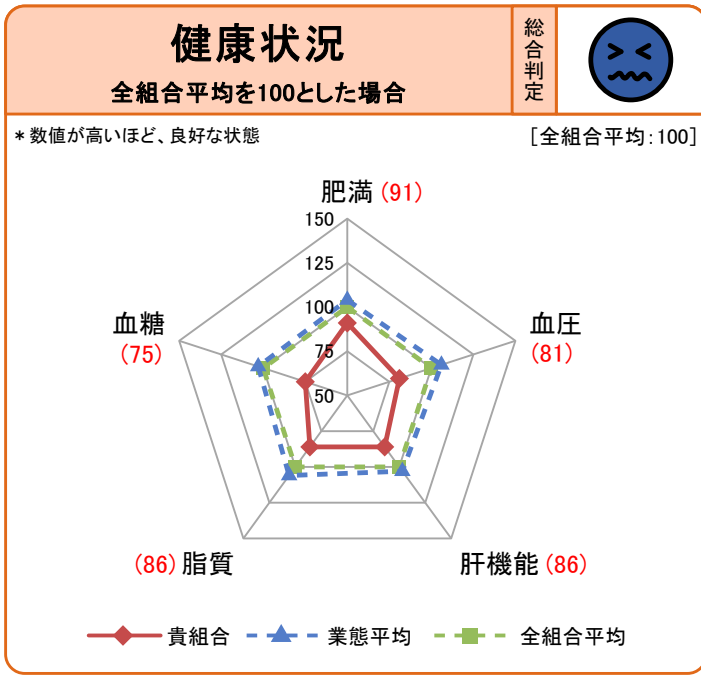 健康状況
全組合平均を100とした場合
総合判定
＊数値が高いほど、良好な状態
[全組合平均:100]
肥満(91)
150
125
100
75
50
血糖
(75)
血圧
(81)
(86)脂質
肝機能(86)
貴組合
業態平均
全組合平均